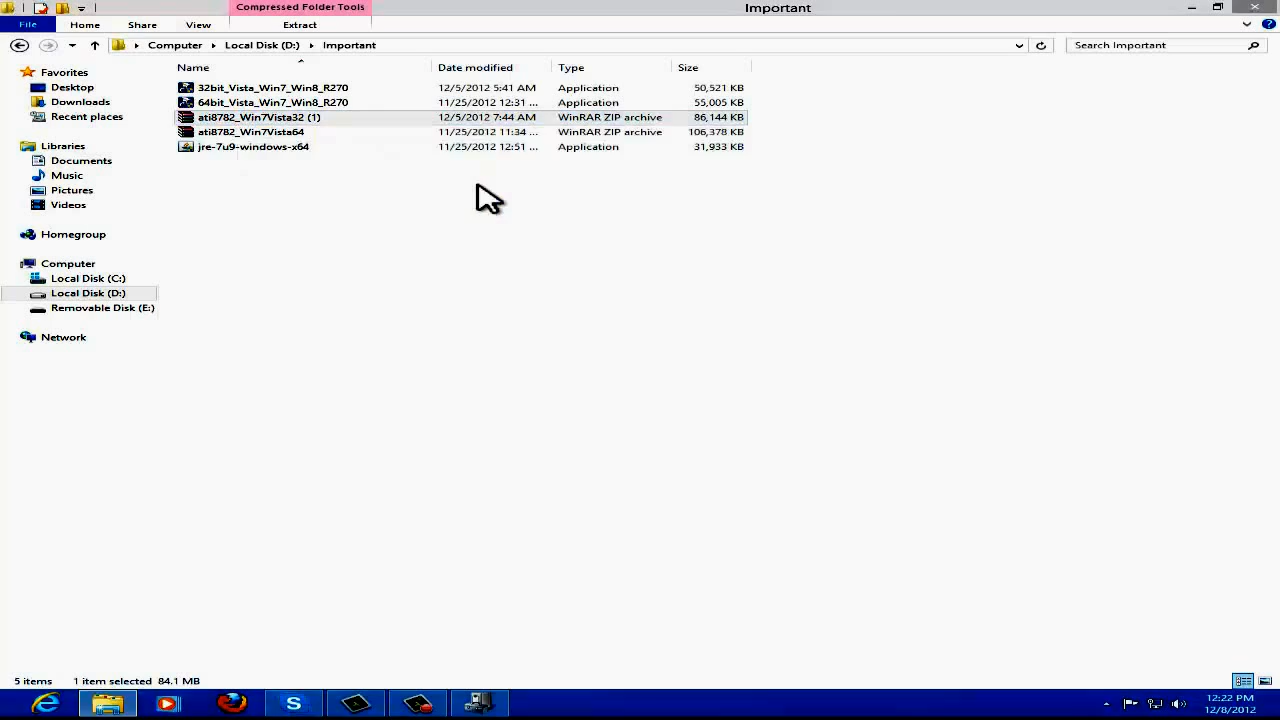 Compressed Folder Tools
Important
File
Home
Share
View
Extract
Computer
Local Disk (D:)
Important
Search Important
Name
Date modified
Type
Size
Favorites
Desktop
Downloads
Recent places
Libraries
Documents
Music
Pictures
Videos
Homegroup
Computer
Local Disk (C:)
Local Disk (D:)
Removable Disk (E:)
Network
32bit_Vista_Win7_Win8_R270 12/5/2012 5:41 AM Application 50,521 KB
64bit_Vista_Win7_Win8_R270 11/25/2012 12:31 ... Application 55,005 KB
ati8782_Win7Vista32 (1) 12/5/2012 7:44 AM WinRAR ZIP archive 86,144 KB
ati8782_Win7Vista64 11/25/2012 11:34 ... WinRAR ZIP archive 106,378 KB
jre-7u9-windows-x64 11/25/2012 12:51 ... Application 31,933 KB
5 items 1 item selected 84.1 MB
S
12:22 PM
12/8/2012